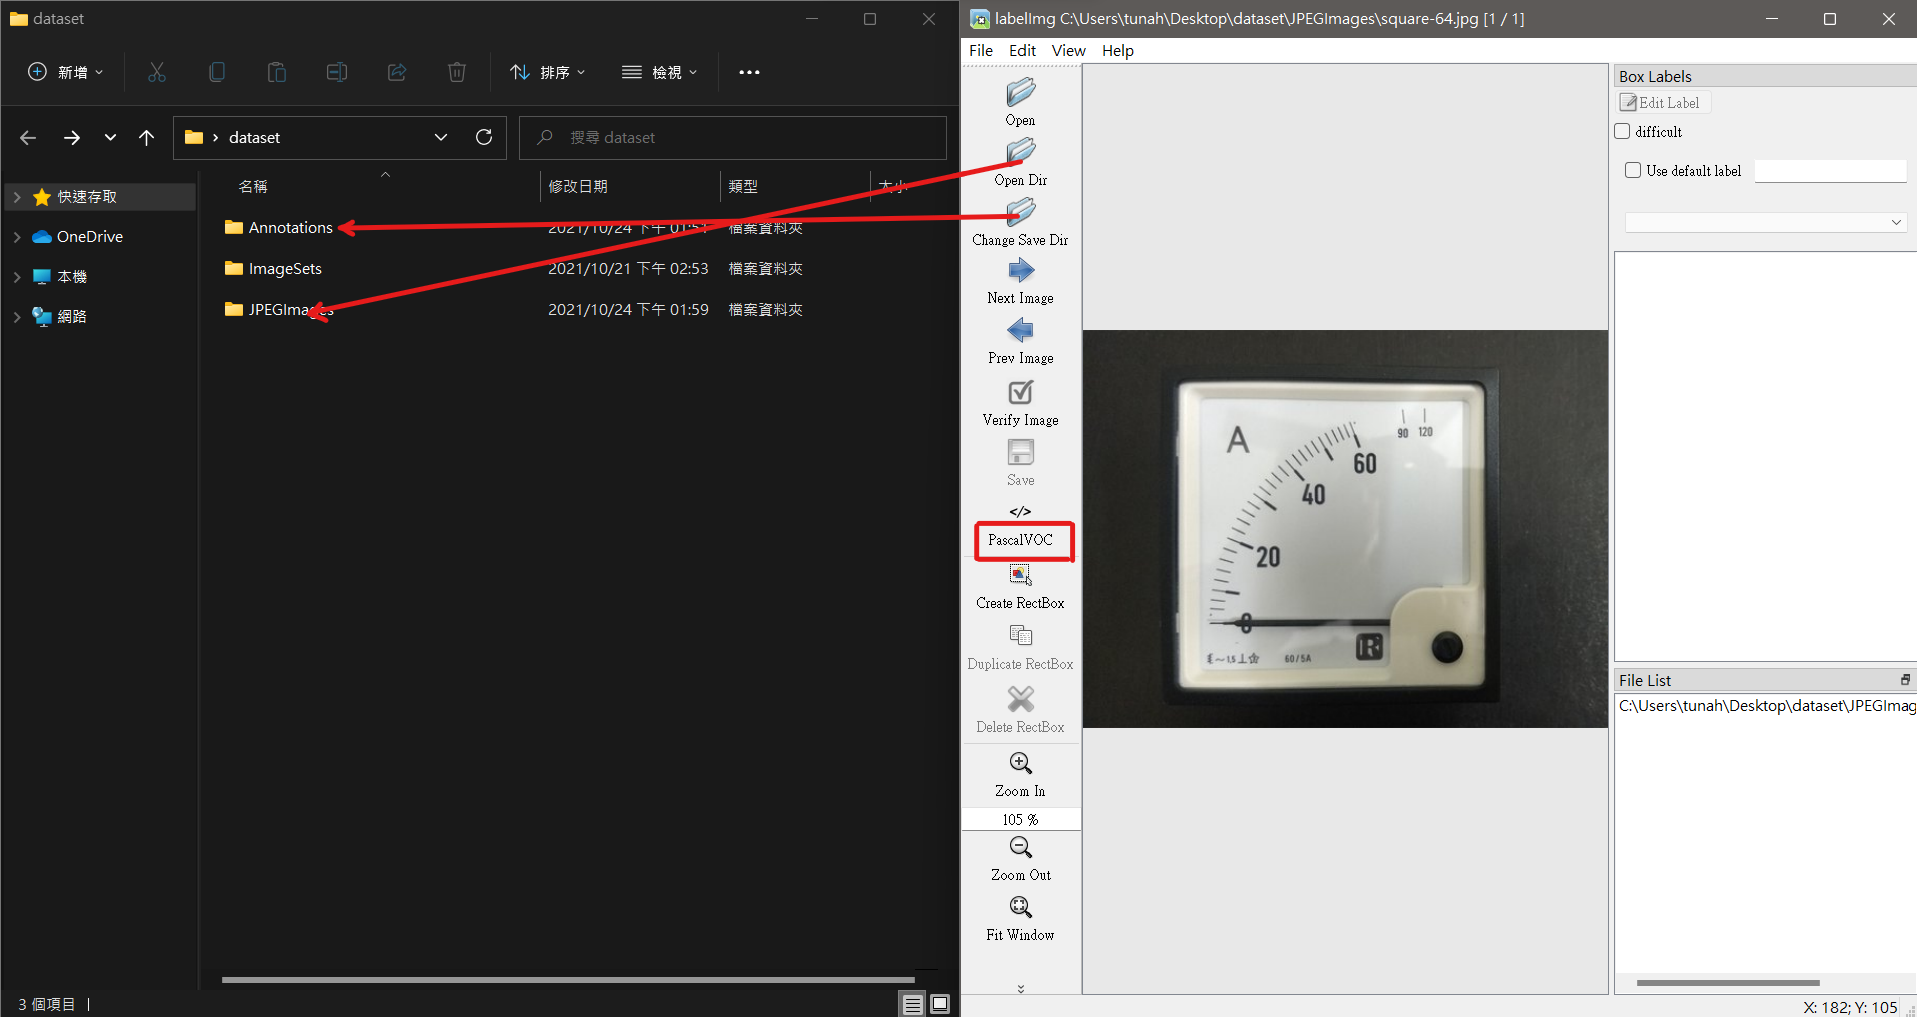 dataset
新增
排序
檢視
dataset
搜尋 dataset
快速存取
OneDrive
本機
網路
名稱 修改日期 類型 大小
Annotations 2021/10/24 下午 01:51 檔案資料夾
ImageSets 2021/10/21 下午 02:53 檔案資料夾
JPEGImages 2021/10/24 下午 01:59 檔案資料夾
3 個項目
labelImg C:\Users\tunah\Desktop\dataset\JPEGImages\square-64.jpg [1 / 1]
File Edit View Help
Open
Open Dir
Change Save Dir
Next Image
Prev Image
Verify Image
Save
</>
PascalVOC
Create RectBox
Duplicate RectBox
Delete RectBox
Zoom In
105 %
Zoom Out
Fit Window
A
90 120
60
40
20
0
1,5
60/5A
R
Box Labels
Edit Label
difficult
Use default label
File List
C:\Users\tunah\Desktop\dataset\JPEGImag
X: 182; Y: 105